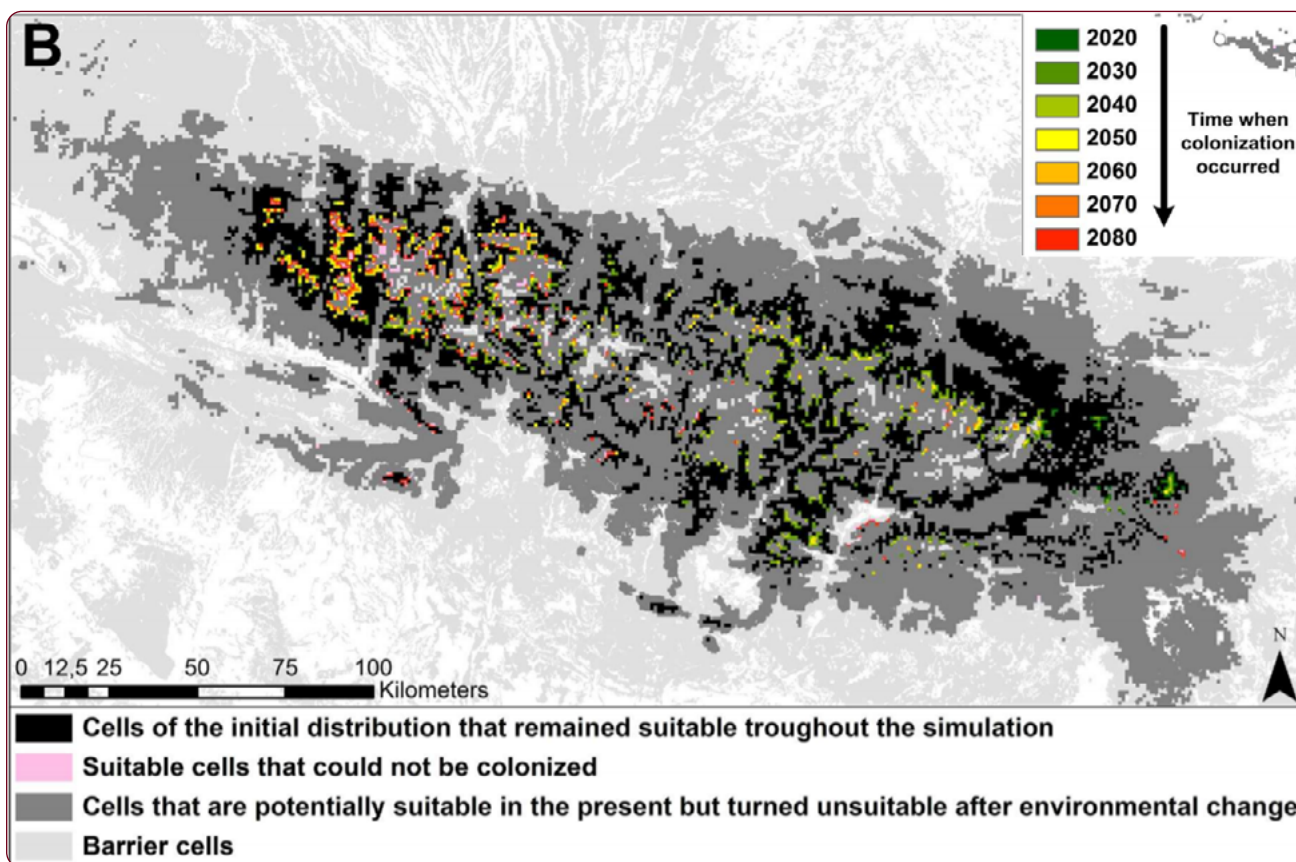 B
2020
2030
2040
2050
2060
2070
2080
Time when
colonization
occurred
0 12,5 25 50 75 100
Kilometers
N
Cells of the initial distribution that remained suitable troughout the simulation
Suitable cells that could not be colonized
Cells that are potentially suitable in the present but turned unsuitable after environmental change
Barrier cells